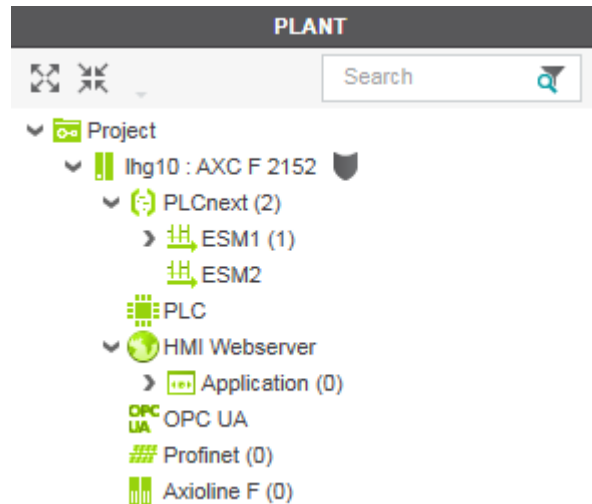 PLANT
Search
Project
lhg10 : AXC F 2152
PLCnext (2)
ESM1 (1)
ESM2
PLC
HMI Webserver
Application (0)
OPC UA OPC UA
Profinet (0)
Axioline F (0)